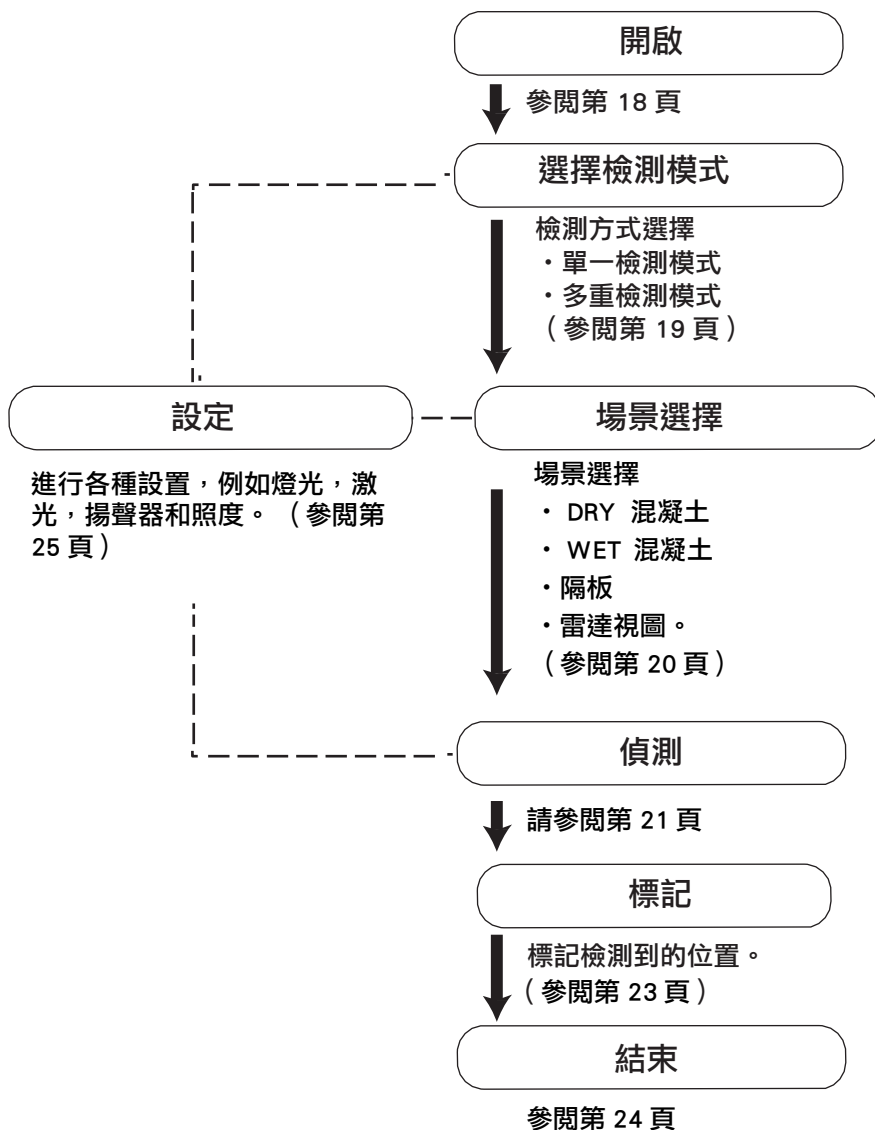 開啟
參閱第 18 頁
選擇檢測模式
檢測方式選擇
・單一檢測模式
・多重檢測模式
（參閱第 19 頁）
設定
進行各種設置，例如燈光，激
光，揚聲器和照度。 （參閱第
25 頁）
場景選擇
場景選擇
・ DRY 混凝土
・ WET 混凝土
・隔板
・雷達視圖。
（參閱第 20 頁）
偵測
請參閱第 21 頁
標記
標記檢測到的位置。
（參閱第 23 頁）
結束
參閱第 24 頁